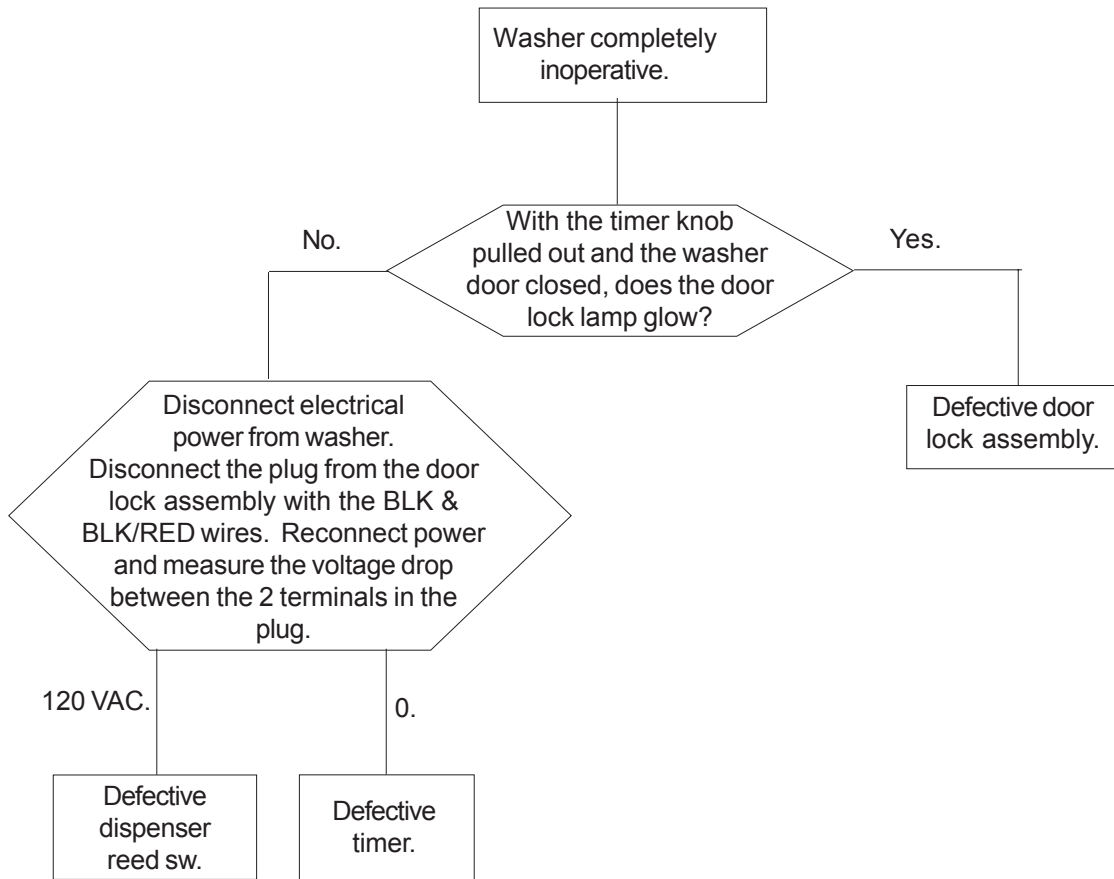 Washer completely
inoperative.
With the timer knob
pulled out and the washer
door closed, does the door
lock lamp glow?
No.
Yes.
Disconnect electrical
power from washer.
Disconnect the plug from the door
lock assembly with the BLK &
BLK/RED wires. Reconnect power
and measure the voltage drop
between the 2 terminals in the
plug.
Defective door
lock assembly.
120 VAC.
0.
Defective
dispenser
reed sw.
Defective
timer.